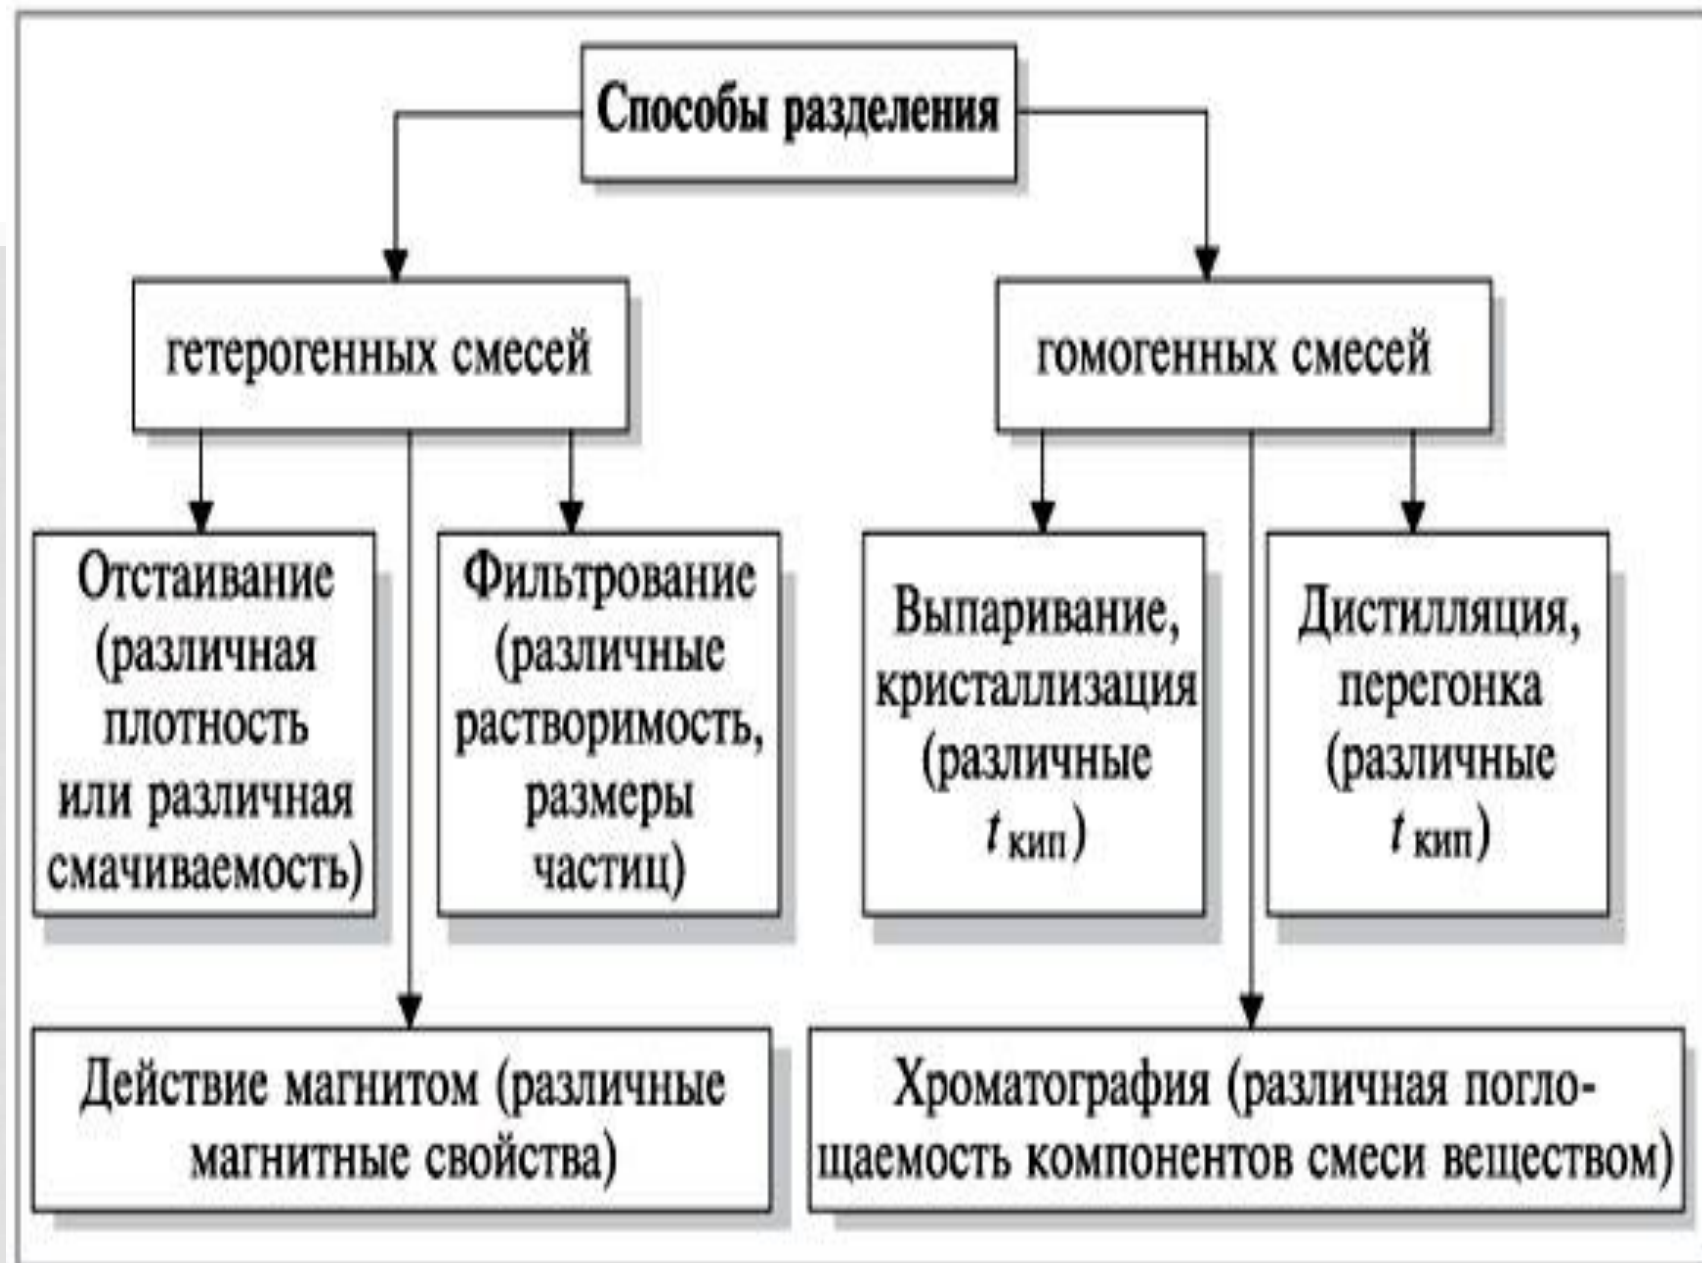 Способы разделения
гетерогенных смесей
гомогенных смесей
Отстаивание
(различная
плотность
или различная
смачиваемость)
Фильтрование
(различные
растворимость,
размеры
частиц)
Выпаривание,
кристаллизация
(различные
t кип)
Дистилляция,
перегонка
(различные
t кип)
Действие магнитом (различные
магнитные свойства)
Хроматография (различная погло-
щаемость компонентов смеси веществом)